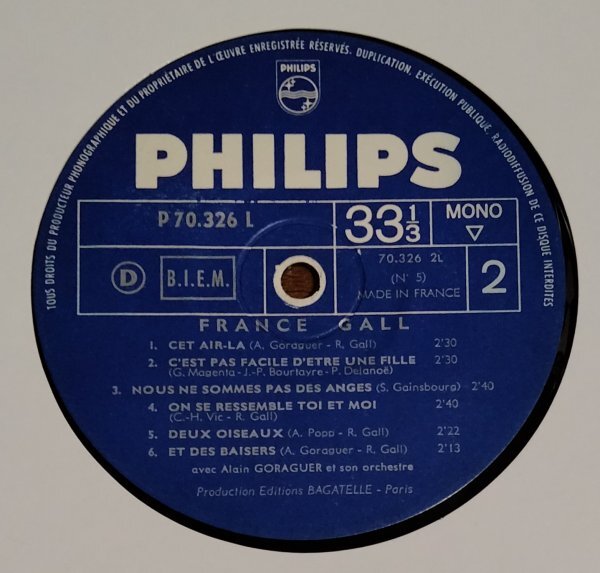 TOUS DROITS DU PRODUCTEUR PHONOGRAPHIQUE ET DU PROPRIÉTAIRE DE L'ŒUVRE ENREGISTRÉE RÉSERVÉS. DUPLICATION, EXÉCUTION PUBLIQUE, RADIODIFFUSION DE CE DISQUE INTERDITES
PHILIPS
PHILIPS
P 70.326 L
33 1/3
MONO
D
B.I.E.M.
70.326 2L
(N° 5)
MADE IN FRANCE
2
FRANCE GALL
1. CET AIR-LA (A. Goraguer - R. Gall) 2'30
2. C'EST PAS FACILE D'ETRE UNE FILLE 2'30
(G. Magenta - J.-P. Bourtayre - P. Delanoë)
3. NOUS NE SOMMES PAS DES ANGES (S. Gainsbourg) 2'40
4. ON SE RESSEMBLE TOI ET MOI 2'40
(C.-H. Vic - R. Gall)
5. DEUX OISEAUX (A. Popp - R. Gall) 2'22
6. ET DES BAISERS (A. Goraguer - R. Gall) 2'13
avec Alain GORAGUER et son orchestre
Production Editions BAGATELLE - Paris